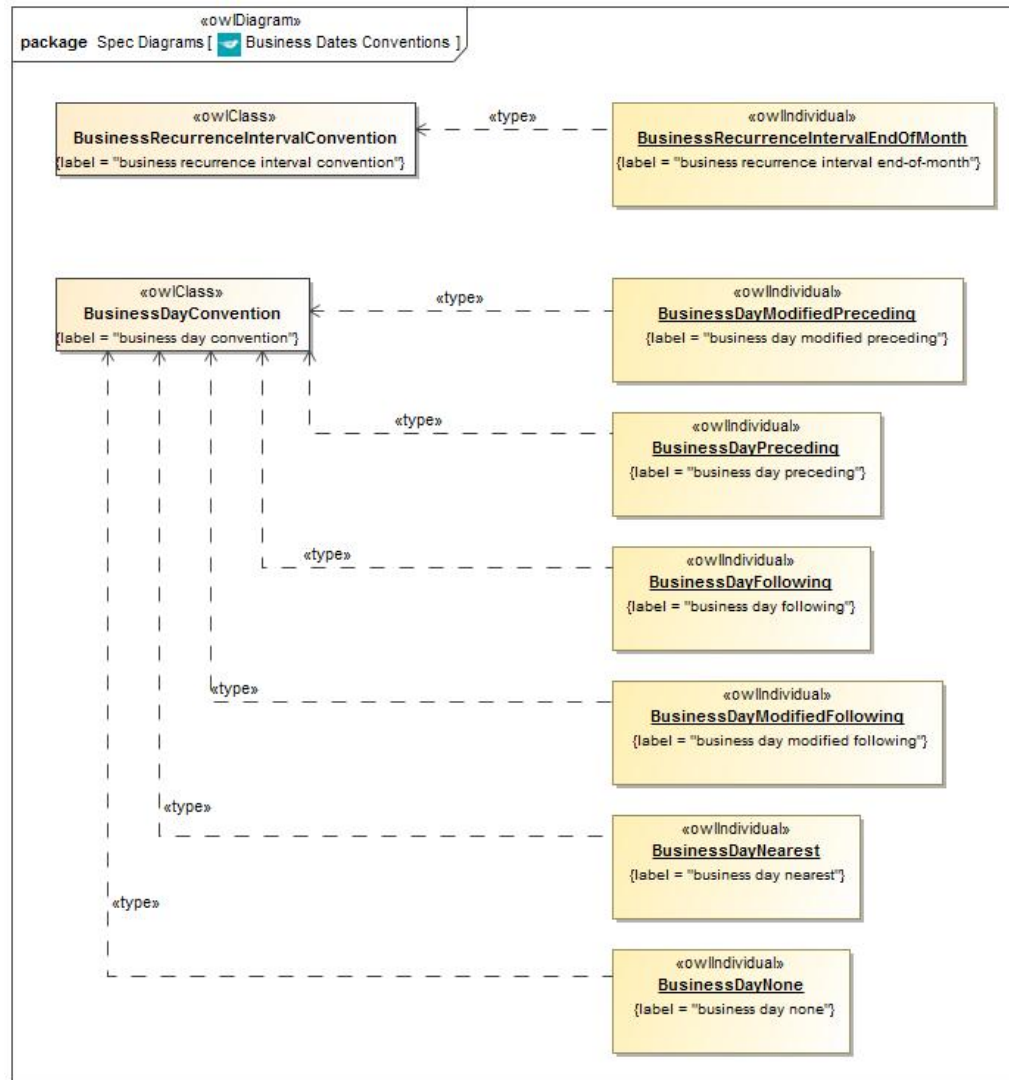 «owlDiagram»
package Spec Diagrams [ Business Dates Conventions ]
«owlClass»
BusinessRecurrenceIntervalConvention
{label = "business recurrence interval convention"}
«type»
«owlIndividual»
BusinessRecurrenceIntervalEndOfMonth
{label = "business recurrence interval end-of-month"}
«owlClass»
BusinessDayConvention
{label = "business day convention"}
«type»
«owlIndividual»
BusinessDayModifiedPreceding
{label = "business day modified preceding"}
«type»
«owlIndividual»
BusinessDayPreceding
{label = "business day preceding"}
«type»
«owlIndividual»
BusinessDayFollowing
{label = "business day following"}
«type»
«owlIndividual»
BusinessDayModifiedFollowing
{label = "business day modified following"}
«type»
«owlIndividual»
BusinessDayNearest
{label = "business day nearest"}
«type»
«owlIndividual»
BusinessDayNone
{label = "business day none"}